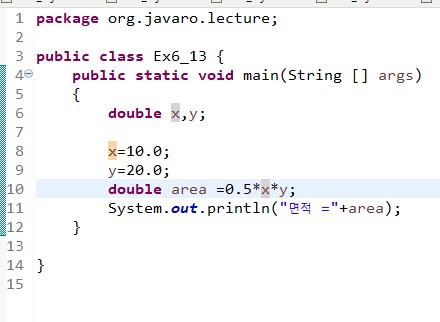 1 package org.javaro.lecture;
2
3 public class Ex6_13 {
4 public static void main(String [] args)
5 {
6 double x,y;
7
8 x=10.0;
9 y=20.0;
10 double area =0.5*x*y;
11 System.out.println("면적 ="+area);
12 }
13
14 }
15